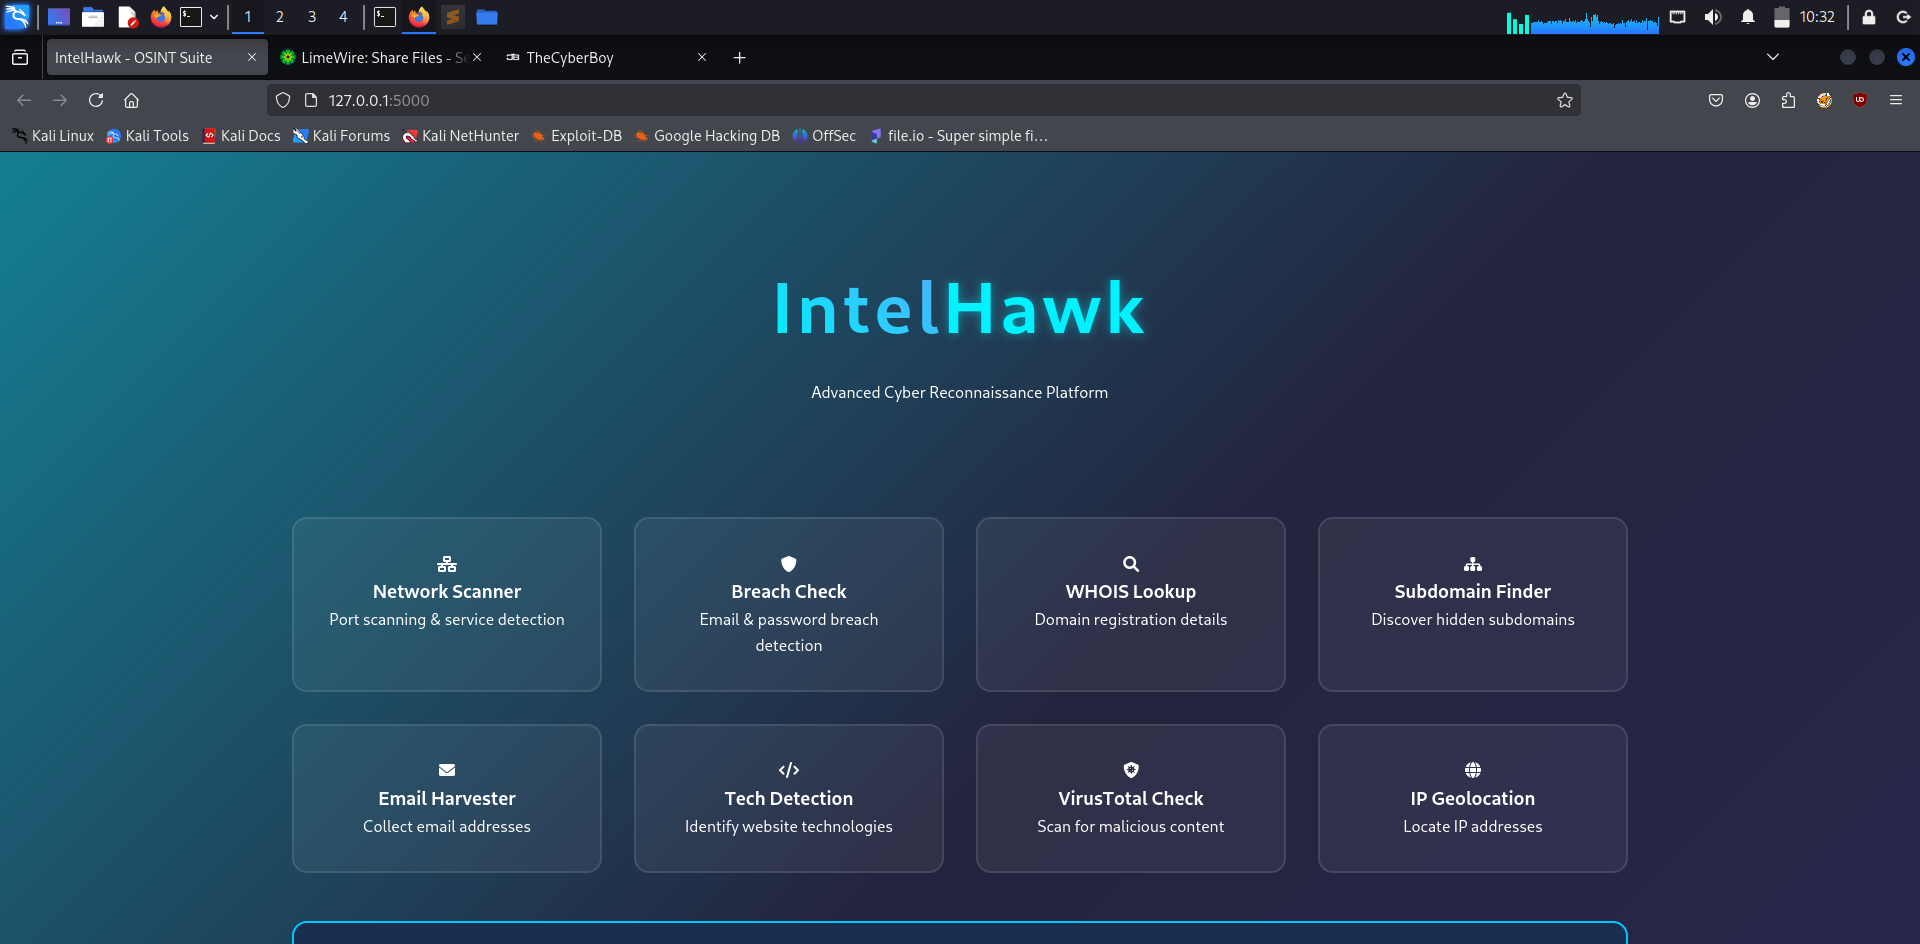 1 2 3 4 10:32
IntelHawk - OSINT Suite LimeWire: Share Files - Se TheCyberBoy
127.0.0.1:5000
Kali Linux Kali Tools Kali Docs Kali Forums Kali NetHunter Exploit-DB Google Hacking DB OffSec file.io - Super simple fi…
IntelHawk
Advanced Cyber Reconnaissance Platform
Network Scanner
Port scanning & service detection
Breach Check
Email & password breach
detection
WHOIS Lookup
Domain registration details
Subdomain Finder
Discover hidden subdomains
Email Harvester
Collect email addresses
Tech Detection
Identify website technologies
VirusTotal Check
Scan for malicious content
IP Geolocation
Locate IP addresses